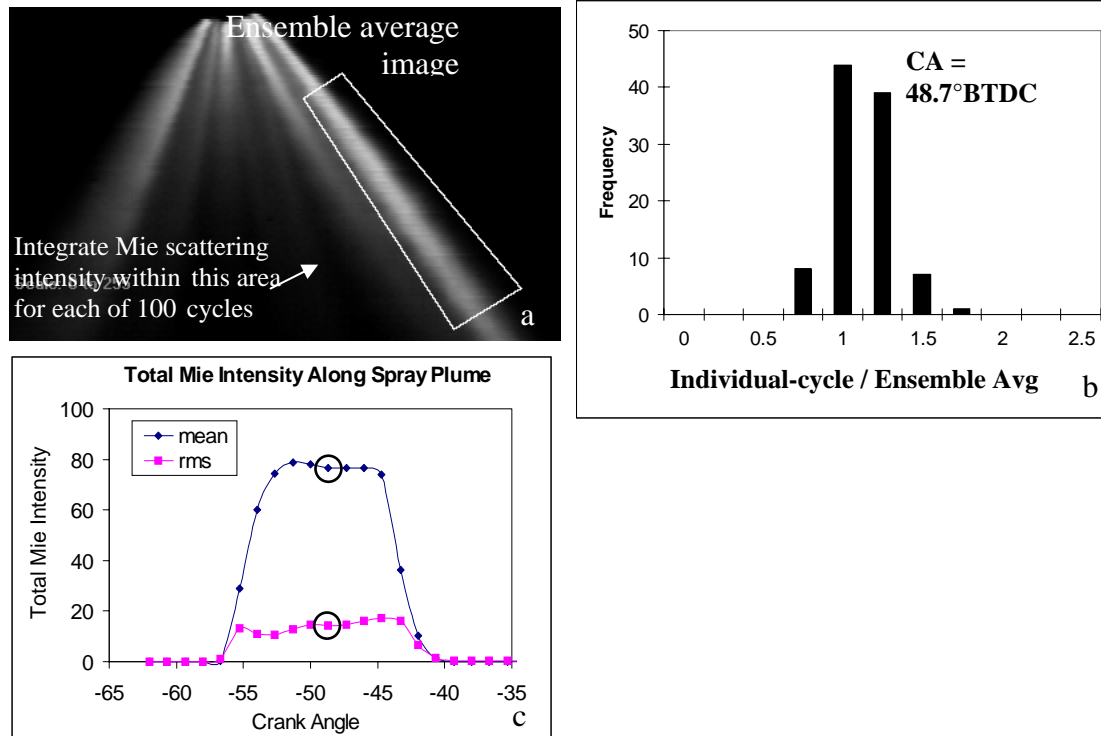 Ensemble average
image
Integrate Mie scattering
intensity within this area
for each of 100 cycles
a
50
40
30
20
10
0
Frequency
CA =
48.7°BTDC
0 0.5 1 1.5 2 2.5
Individual-cycle / Ensemble Avg
b
Total Mie Intensity Along Spray Plume
100
80
60
40
20
0
Total Mie Intensity
mean
rms
-65 -60 -55 -50 -45 -40 -35
Crank Angle
c